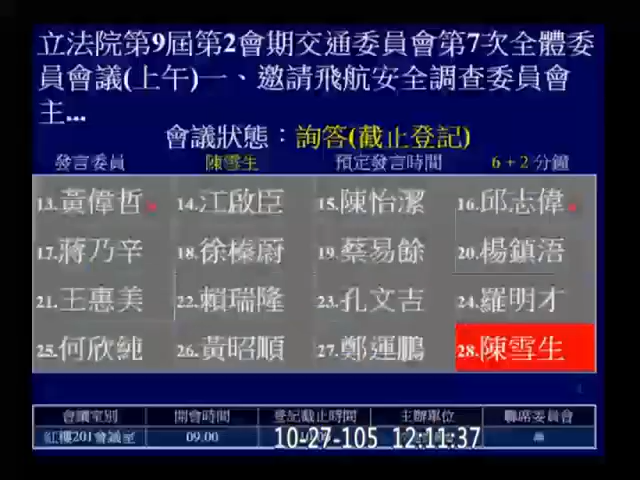 立法院第9屆第2會期交通委員會第7次全體委
員會議(上午)一、邀請飛航安全調查委員會
主...
會議狀態：詢答(截止登記)
發言委員 陳雪生 預定發言時間 6+2分鐘
13.黃偉哲 14.江啟臣 15.陳怡潔 16.邱志偉
17.蔣乃辛 18.徐榛蔚 19.蔡易餘 20.楊鎮浯
21.王惠美 22.賴瑞隆 23.孔文吉 24.羅明才
25.何欣純 26.黃昭順 27.鄭運鵬 28.陳雪生
會議室別 開會時間 登記截止時間 主辦單位 聯席委員會
紅樓201會議室 09:00 無
10-27-105 12:11:37